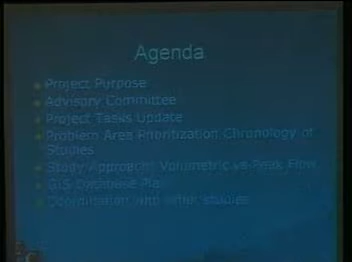 Agenda
Project Purpose
Advisory Committee
Project Tasks Update
Problem Area Prioritization Chronology of
Studies
Study Approach: Volumetric vs Peak Flow
GIS Database Plan
Coordination with other studies